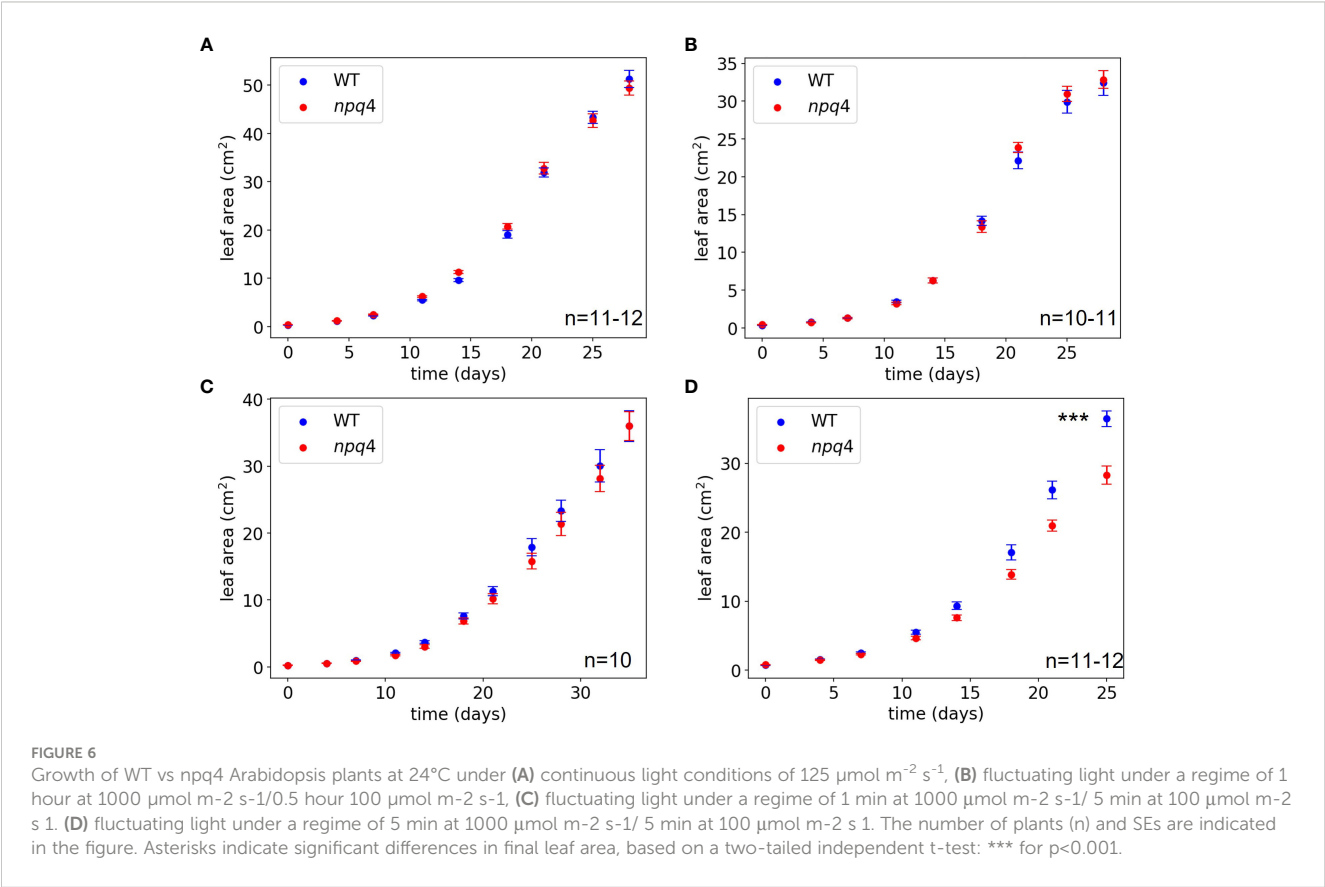 A
WT
npq4
50
40
30
20
10
0
leaf area (cm²)
0 5 10 15 20 25
time (days)
n=11-12
B
WT
npq4
35
30
25
20
15
10
5
0
leaf area (cm²)
0 5 10 15 20 25
time (days)
n=10-11
C
WT
npq4
40
30
20
10
0
leaf area (cm²)
0 10 20 30
time (days)
n=10
D
WT
npq4
***
30
20
10
0
leaf area (cm²)
0 5 10 15 20 25
time (days)
n=11-12
FIGURE 6
Growth of WT vs npq4 Arabidopsis plants at 24°C under (A) continuous light conditions of 125 μmol m⁻² s⁻¹, (B) fluctuating light under a regime of 1
hour at 1000 μmol m-2 s-1/0.5 hour 100 μmol m-2 s-1, (C) fluctuating light under a regime of 1 min at 1000 μmol m-2 s-1/ 5 min at 100 μmol m-2
s 1. (D) fluctuating light under a regime of 5 min at 1000 μmol m-2 s-1/ 5 min at 100 μmol m-2 s 1. The number of plants (n) and SEs are indicated
in the figure. Asterisks indicate significant differences in final leaf area, based on a two-tailed independent t-test: *** for p<0.001.